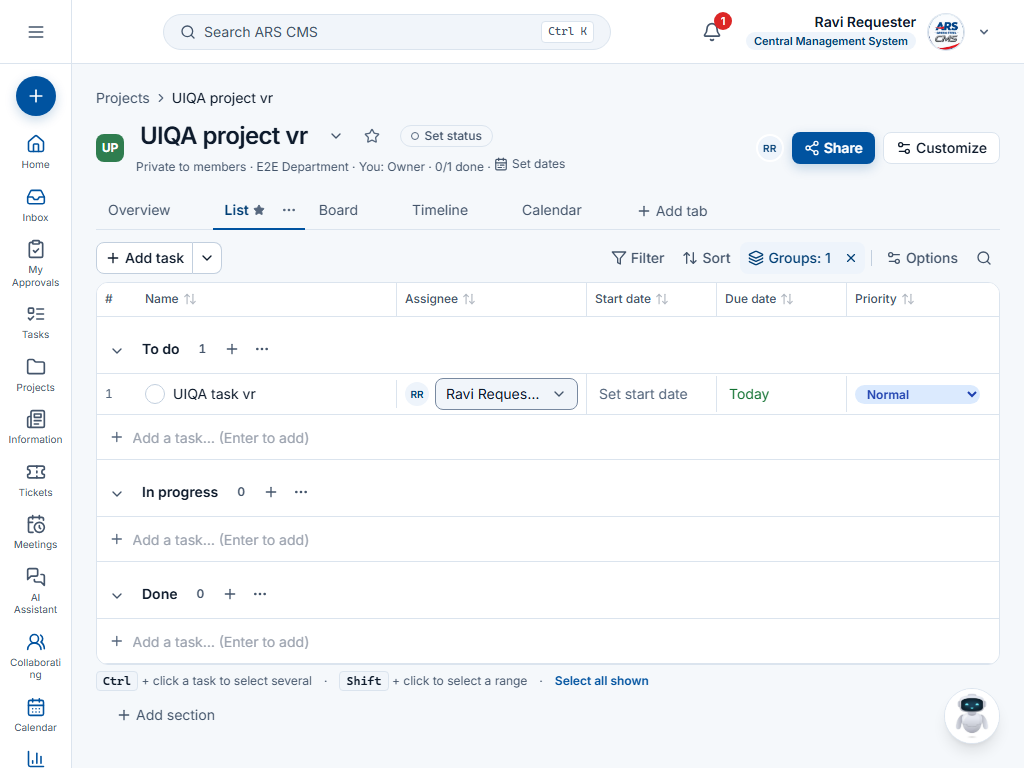 Search ARS CMS
Ctrl K
1
Ravi Requester
Central Management System
ARS
CMS
Home
Inbox
My
Approvals
Tasks
Projects
Information
Tickets
Meetings
AI
Assistant
Collaborati
ng
Calendar
Projects > UIQA project vr
UP
UIQA project vr
Set status
Private to members · E2E Department · You: Owner · 0/1 done · Set dates
RR
Share
Customize
Overview
List
Board
Timeline
Calendar
+ Add tab
+ Add task
Filter
Sort
Groups: 1
Options
# Name Assignee Start date Due date Priority
To do 1 + ...
1 UIQA task vr RR Ravi Reques... Set start date Today Normal
+ Add a task... (Enter to add)
In progress 0 + ...
+ Add a task... (Enter to add)
Done 0 + ...
+ Add a task... (Enter to add)
Ctrl + click a task to select several · Shift + click to select a range · Select all shown
+ Add section